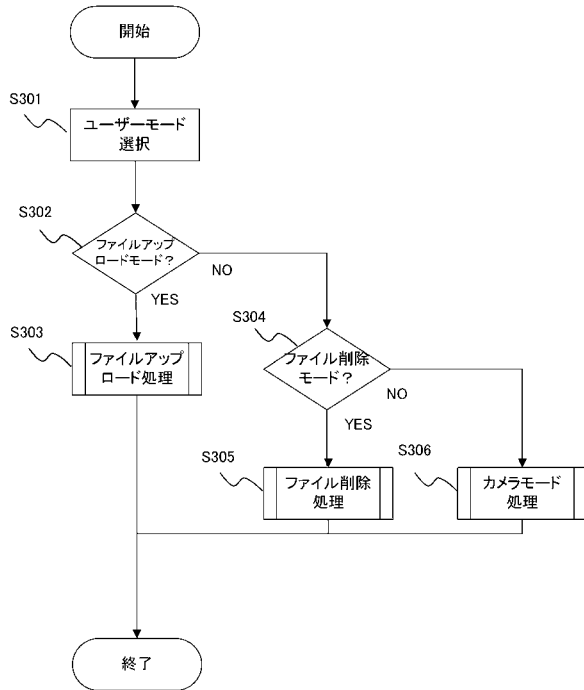 開始
S301
ユーザーモード
選択
S302
ファイルアップ
ロードモード?
NO
YES
S303
ファイルアップ
ロード処理
S304
ファイル削除
モード?
NO
YES
S305
ファイル削除
処理
S306
カメラモード
処理
終了